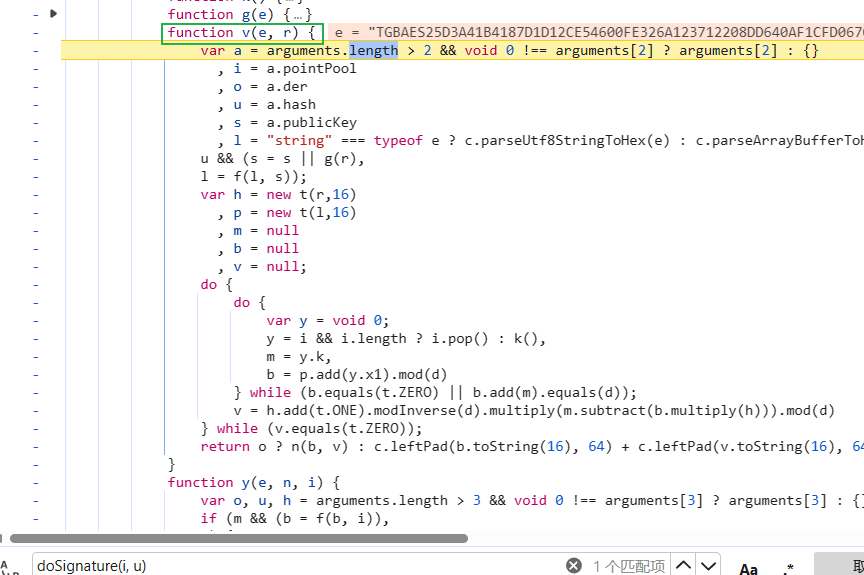 function g(e) {…}
function v(e, r) { e = "TGBAES25D3A41B4187D1D12CE54600FE326A123712208DD640AF1CFD067
var a = arguments.length > 2 && void 0 !== arguments[2] ? arguments[2] : {}
, i = a.pointPool
, o = a.der
, u = a.hash
, s = a.publicKey
, l = "string" === typeof e ? c.parseUtf8StringToHex(e) : c.parseArrayBufferToH
u && (s = s || g(r),
l = f(l, s));
var h = new t(r,16)
, p = new t(l,16)
, m = null
, b = null
, v = null;
do {
do {
var y = void 0;
y = i && i.length ? i.pop() : k(),
m = y.k,
b = p.add(y.x1).mod(d)
} while (b.equals(t.ZERO) || b.add(m).equals(d));
v = h.add(t.ONE).modInverse(d).multiply(m.subtract(b.multiply(h))).mod(d)
} while (v.equals(t.ZERO));
return o ? n(b, v) : c.leftPad(b.toString(16), 64) + c.leftPad(v.toString(16), 64
}
function y(e, n, i) {
var o, u, h = arguments.length > 3 && void 0 !== arguments[3] ? arguments[3] : {}
if (m && (b = f(b, i)),
doSignature(i, u) 1 个匹配项 Aa .* 取